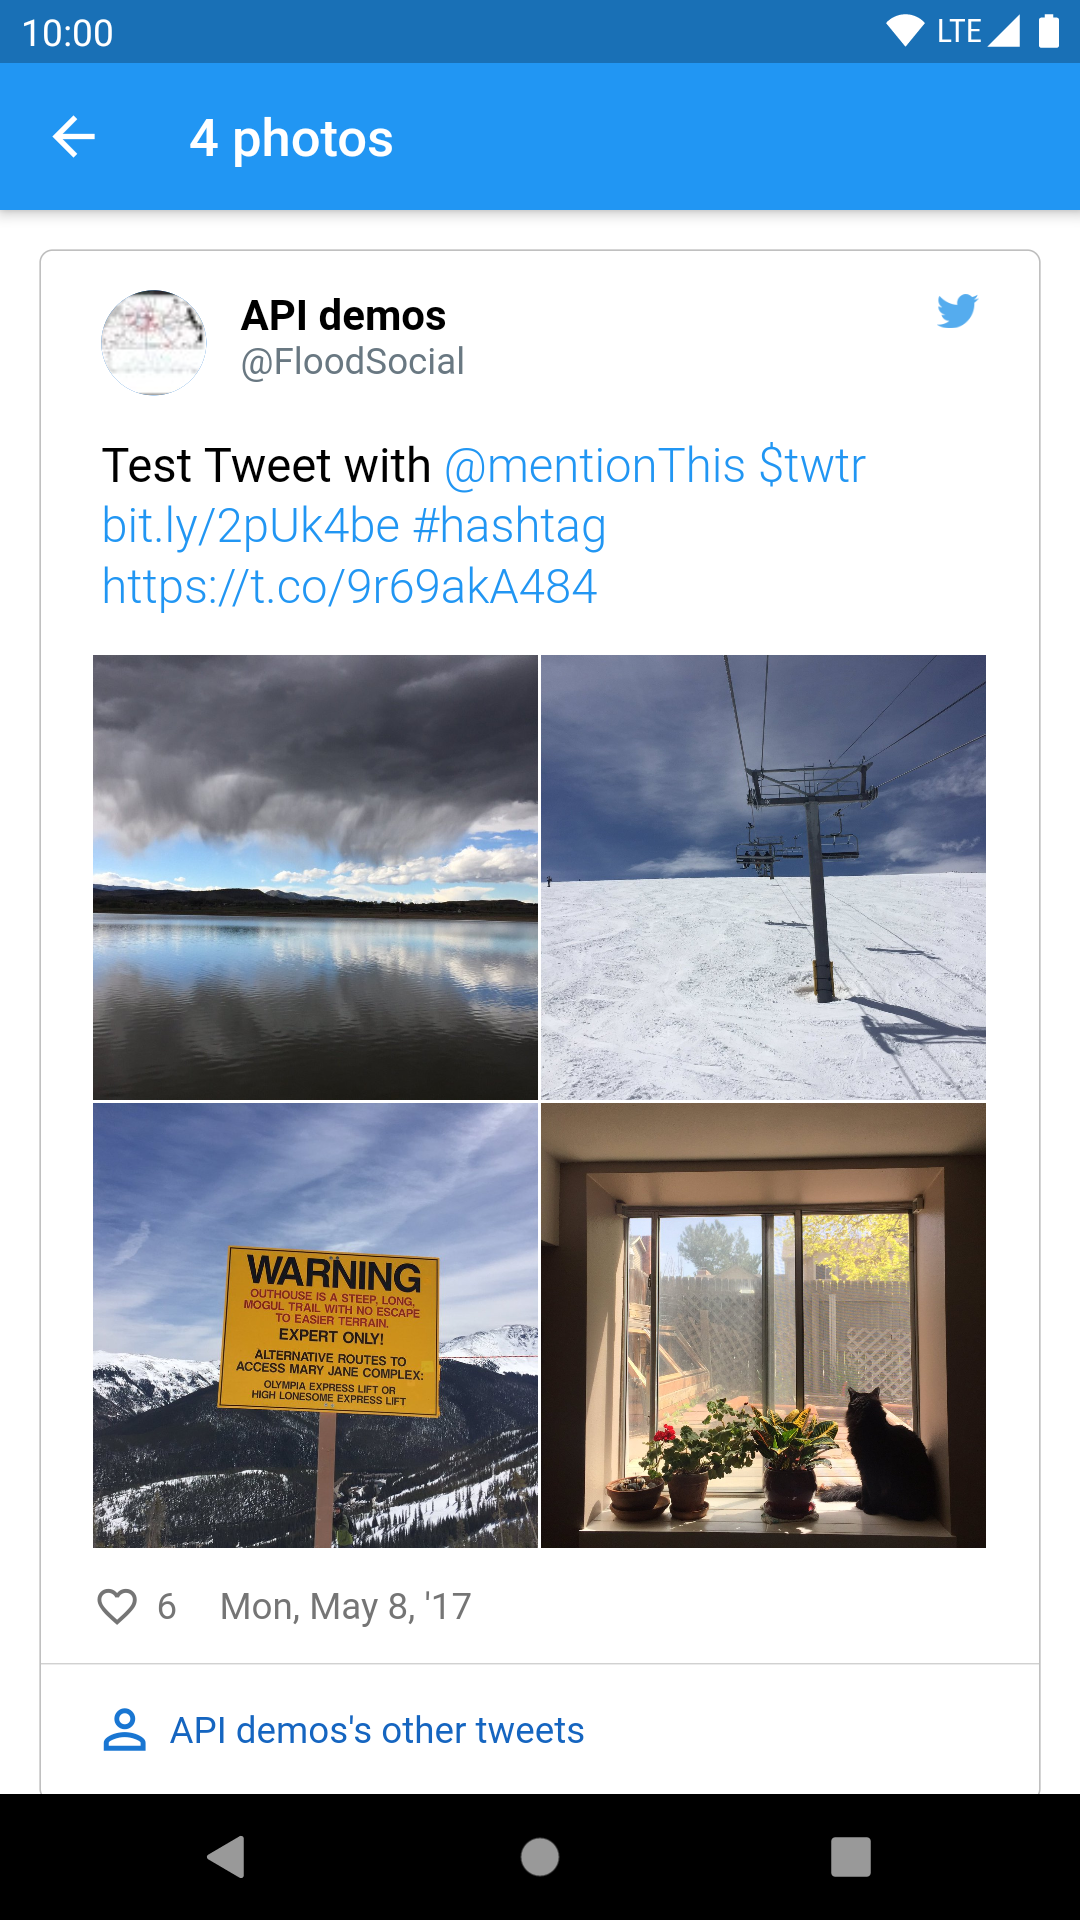 10:00
LTE
4 photos
API demos
@FloodSocial
Test Tweet with @mentionThis $twtr
bit.ly/2pUk4be #hashtag
https://t.co/9r69akA484
WARNING
OUTHOUSE IS A STEEP, LONG,
MOGUL TRAIL WITH NO ESCAPE
TO EASIER TERRAIN.
EXPERT ONLY!
ALTERNATIVE ROUTES TO
ACCESS MARY JANE COMPLEX:
OLYMPIA EXPRESS LIFT OR
HIGH LONESOME EXPRESS LIFT
6
Mon, May 8, '17
API demos's other tweets